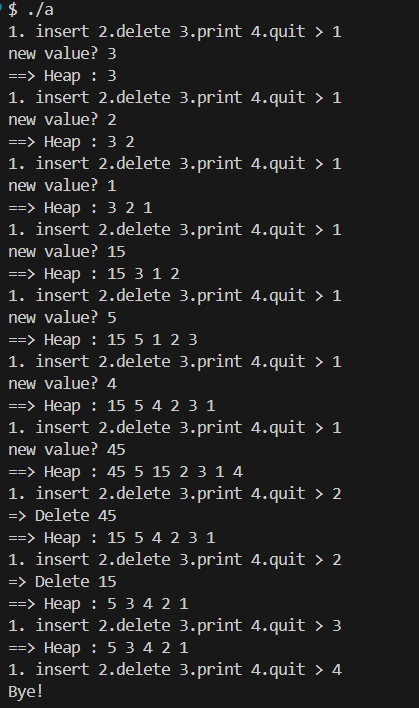 $ ./a
1. insert 2.delete 3.print 4.quit > 1
new value? 3
==> Heap : 3
1. insert 2.delete 3.print 4.quit > 1
new value? 2
==> Heap : 3 2
1. insert 2.delete 3.print 4.quit > 1
new value? 1
==> Heap : 3 2 1
1. insert 2.delete 3.print 4.quit > 1
new value? 15
==> Heap : 15 3 1 2
1. insert 2.delete 3.print 4.quit > 1
new value? 5
==> Heap : 15 5 1 2 3
1. insert 2.delete 3.print 4.quit > 1
new value? 4
==> Heap : 15 5 4 2 3 1
1. insert 2.delete 3.print 4.quit > 1
new value? 45
==> Heap : 45 5 15 2 3 1 4
1. insert 2.delete 3.print 4.quit > 2
=> Delete 45
==> Heap : 15 5 4 2 3 1
1. insert 2.delete 3.print 4.quit > 2
=> Delete 15
==> Heap : 5 3 4 2 1
1. insert 2.delete 3.print 4.quit > 3
==> Heap : 5 3 4 2 1
1. insert 2.delete 3.print 4.quit > 4
Bye!